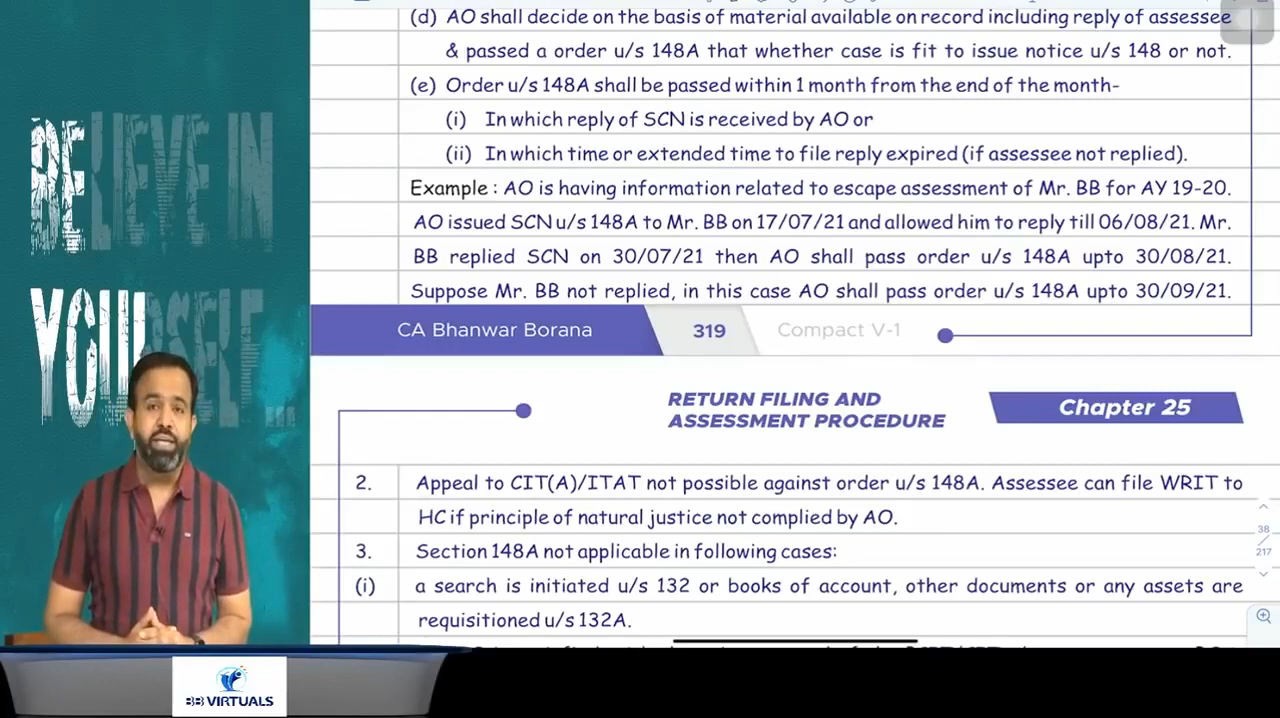 BELIEVE IN
YOURSELF...
(d) AO shall decide on the basis of material available on record including reply of assessee
& passed a order u/s 148A that whether case is fit to issue notice u/s 148 or not.
(e) Order u/s 148A shall be passed within 1 month from the end of the month-
(i) In which reply of SCN is received by AO or
(ii) In which time or extended time to file reply expired (if assessee not replied).
Example : AO is having information related to escape assessment of Mr. BB for AY 19-20.
AO issued SCN u/s 148A to Mr. BB on 17/07/21 and allowed him to reply till 06/08/21. Mr.
BB replied SCN on 30/07/21 then AO shall pass order u/s 148A upto 30/08/21.
Suppose Mr. BB not replied, in this case AO shall pass order u/s 148A upto 30/09/21.
CA Bhanwar Borana 319 Compact V-1
RETURN FILING AND
ASSESSMENT PROCEDURE
Chapter 25
2. Appeal to CIT(A)/ITAT not possible against order u/s 148A. Assessee can file WRIT to
HC if principle of natural justice not complied by AO.
3. Section 148A not applicable in following cases:
(i) a search is initiated u/s 132 or books of account, other documents or any assets are
requisitioned u/s 132A.
38
217
BB VIRTUALS